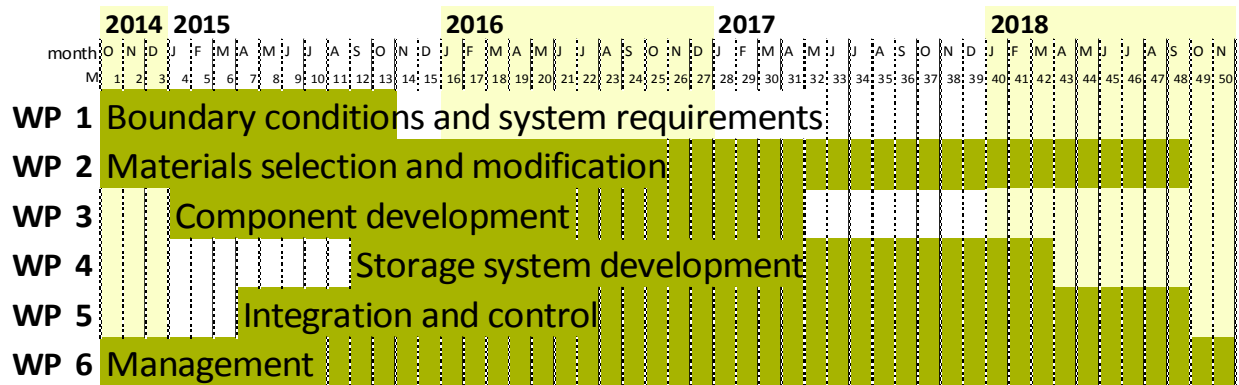 2014 2015 2016 2017 2018
month O N D J F M A M J J A S O N D J F M A M J J A S O N D J F M A M J J A S O N D J F M A M J J A S O N
M 1 2 3 4 5 6 7 8 9 10 11 12 13 14 15 16 17 18 19 20 21 22 23 24 25 26 27 28 29 30 31 32 33 34 35 36 37 38 39 40 41 42 43 44 45 46 47 48 49 50
WP 1 Boundary conditions and system requirements
WP 2 Materials selection and modification
WP 3 Component development
WP 4 Storage system development
WP 5 Integration and control
WP 6 Management